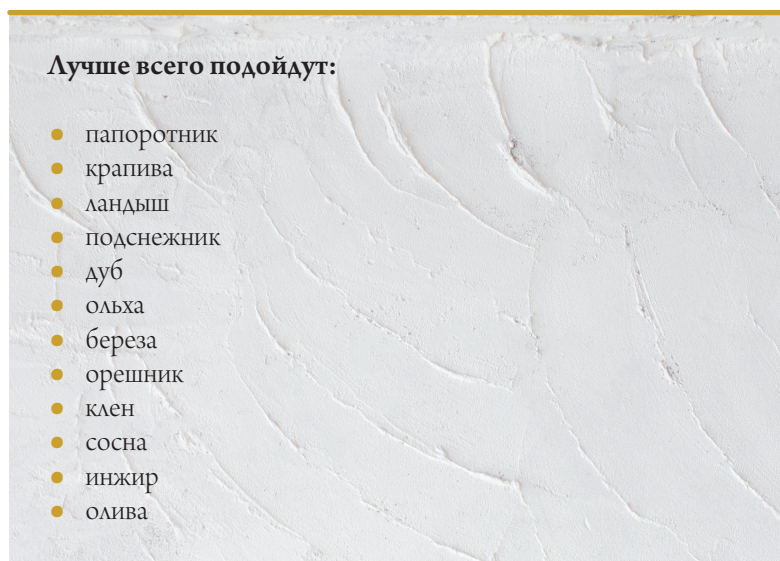 Лучше всего подойдут:
• папоротник
• крапива
• ландыш
• подснежник
• дуб
• ольха
• береза
• орешник
• клен
• сосна
• инжир
• олива